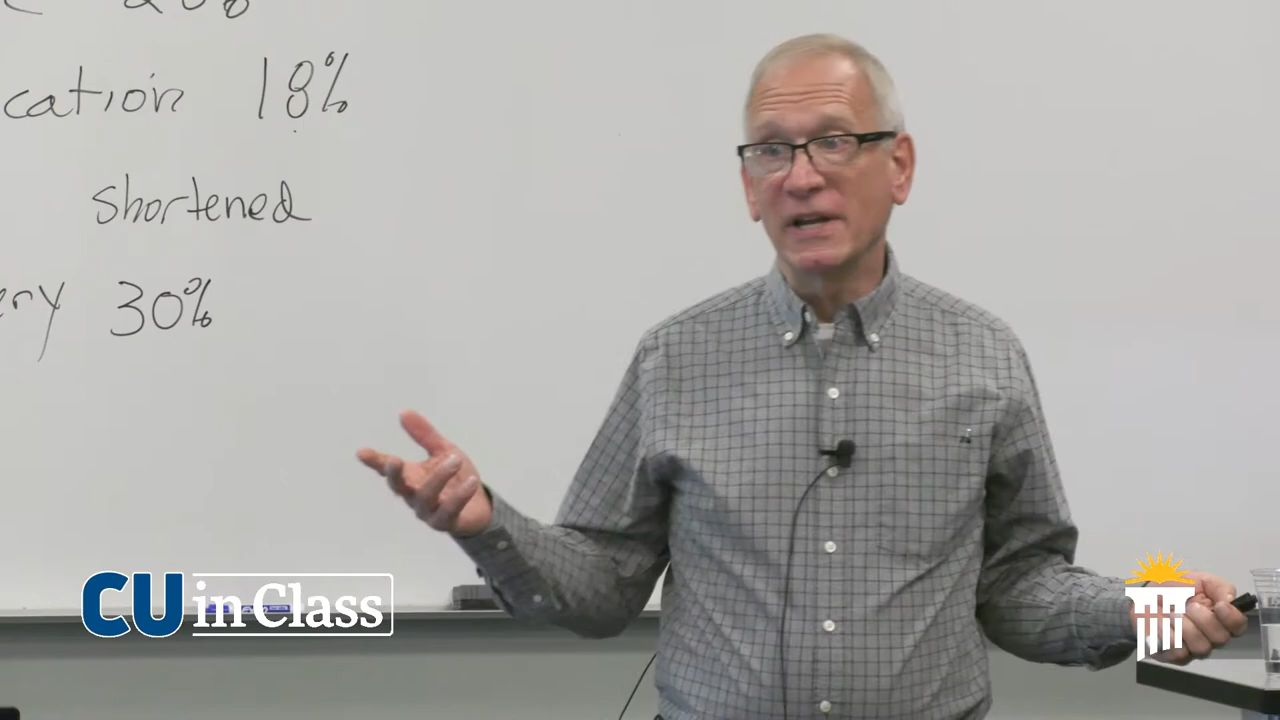 cation 18%
shortened
ery 30%
CU in Class